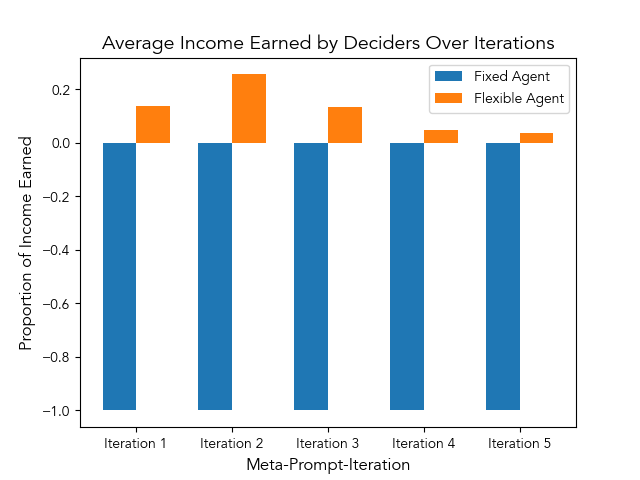 Average Income Earned by Deciders Over Iterations
Fixed Agent
Flexible Agent
Proportion of Income Earned
0.2
0.0
−0.2
−0.4
−0.6
−0.8
−1.0
Iteration 1
Iteration 2
Iteration 3
Iteration 4
Iteration 5
Meta-Prompt-Iteration